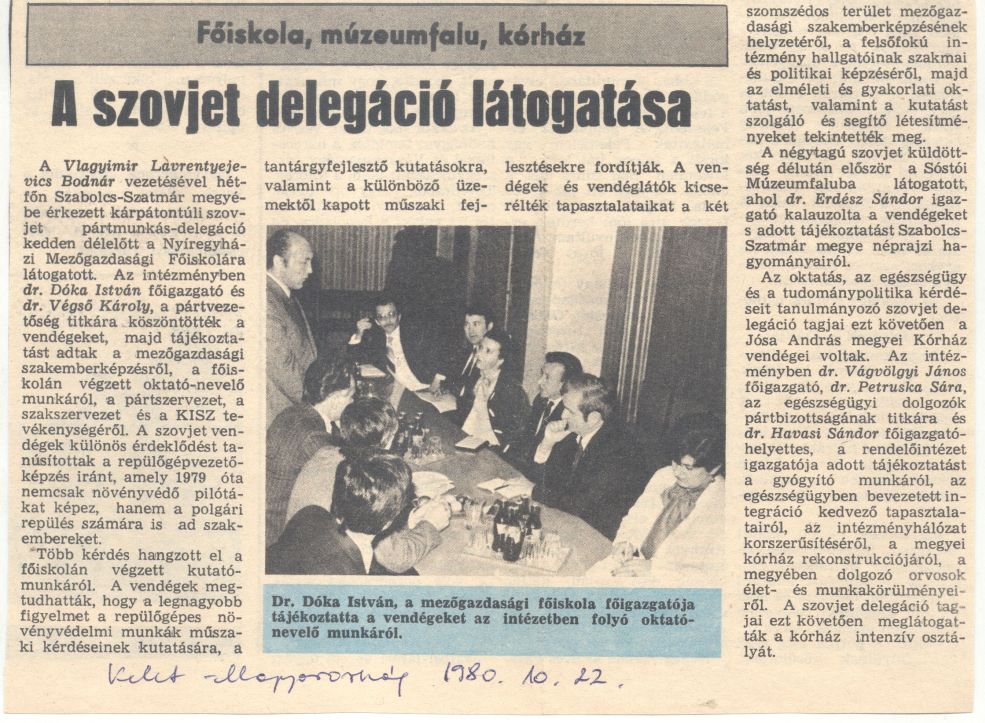 Főiskola, múzeumfalu, kórház
A szovjet delegáció látogatása
A Vlagyimir Lavrentyeje-
vics Bodnár vezetésével hét-
főn Szabolcs-Szatmár megyé-
be érkezett kárpátontúli szov-
jet pártmunkás-delegáció
kedden délelőtt a Nyíregyhá-
zi Mezőgazdasági Főiskolára
látogatott. Az intézményben
dr. Dóka István főigazgató és
dr. Végső Károly, a pártveze-
tőség titkára köszöntötték a
vendégeket, majd tájékozta-
tást adtak a mezőgazdasági
szakemberképzésről, a főis-
kolán végzett oktató-nevelő
munkáról, a pártszervezet, a
szakszervezet és a KISZ te-
vékenységéről. A szovjet ven-
dégek különös érdeklődést ta-
núsítottak a repülőgépvezető-
képzés iránt, amely 1979 óta
nemcsak növényvédő pilótá-
kat képez, hanem a polgári
repülés számára is ad szak-
embereket.
Több kérdés hangzott el a
főiskolán végzett kutató-
munkáról. A vendégek meg-
tudhatták, hogy a legnagyobb
figyelmet a repülőgépes nö-
vényvédelmi munkák műsza-
ki kérdéseinek kutatására, a
tantárgyfejlesztő kutatásokra,
valamint a különböző üze-
mektől kapott műszaki fej-
lesztésekre fordítják. A ven-
dégek és vendéglátók kicse-
rélték tapasztalataikat a két
Dr. Dóka István, a mezőgazdasági főiskola főigazgatója
tájékoztatta a vendégeket az intézetben folyó oktató-
nevelő munkáról.
szomszédos terület mezőgaz-
dasági szakemberképzésének
helyzetéről, a felsőfokú in-
tézmény hallgatóinak szakmai
és politikai képzéséről, majd
az elméleti és gyakorlati ok-
tatást, valamint a kutatást
szolgáló és segítő létesítmé-
nyeket tekintették meg.
A négytagú szovjet küldött-
ség délután először a Sóstói
Múzeumfaluba látogatott,
ahol dr. Erdész Sándor igaz-
gató kalauzolta a vendégeket
s adott tájékoztatást Szabolcs-
Szatmár megye néprajzi ha-
gyományairól.
Az oktatás, az egészségügy
és a tudománypolitika kérdé-
seit tanulmányozó szovjet de-
legáció tagjai ezt követően a
Jósa András megyei Kórház
vendégei voltak. Az intéz-
ményben dr. Vágvölgyi János
főigazgató, dr. Petruska Sára,
az egészségügyi dolgozók
pártbizottságának titkára és
dr. Havasi Sándor főigazgató-
helyettes, a rendelőintézet
igazgatója adott tájékoztatást
a gyógyító munkáról, az
egészségügyben bevezetett in-
tegráció kedvező tapasztala-
tairól, az intézményhálózat
korszerűsítéséről, a megyei
kórház rekonstrukciójáról, a
megyében dolgozó orvosok
élet- és munkakörülményei-
ről. A szovjet delegáció tag-
jai ezt követően meglátogat-
ták a kórház intenzív osztá-
lyát.
Kelet-Magyarország 1980. 10. 22.